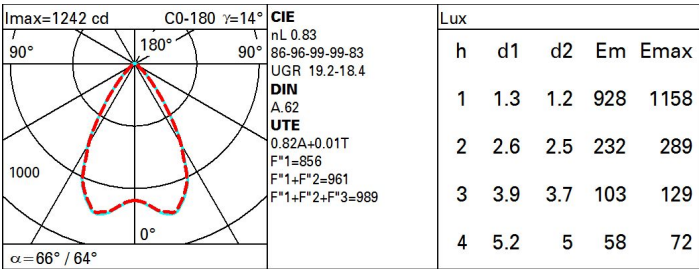 Imax=1242 cd C0-180 γ=14°
90° 180° 90°
1000
0°
α=66° / 64°
CIE
nL 0.83
86-96-99-99-83
UGR 19.2-18.4
DIN
A.62
UTE
0.82A+0.01T
F"1=856
F"1+F"2=961
F"1+F"2+F"3=989
Lux
h d1 d2 Em Emax
1 1.3 1.2 928 1158
2 2.6 2.5 232 289
3 3.9 3.7 103 129
4 5.2 5 58 72